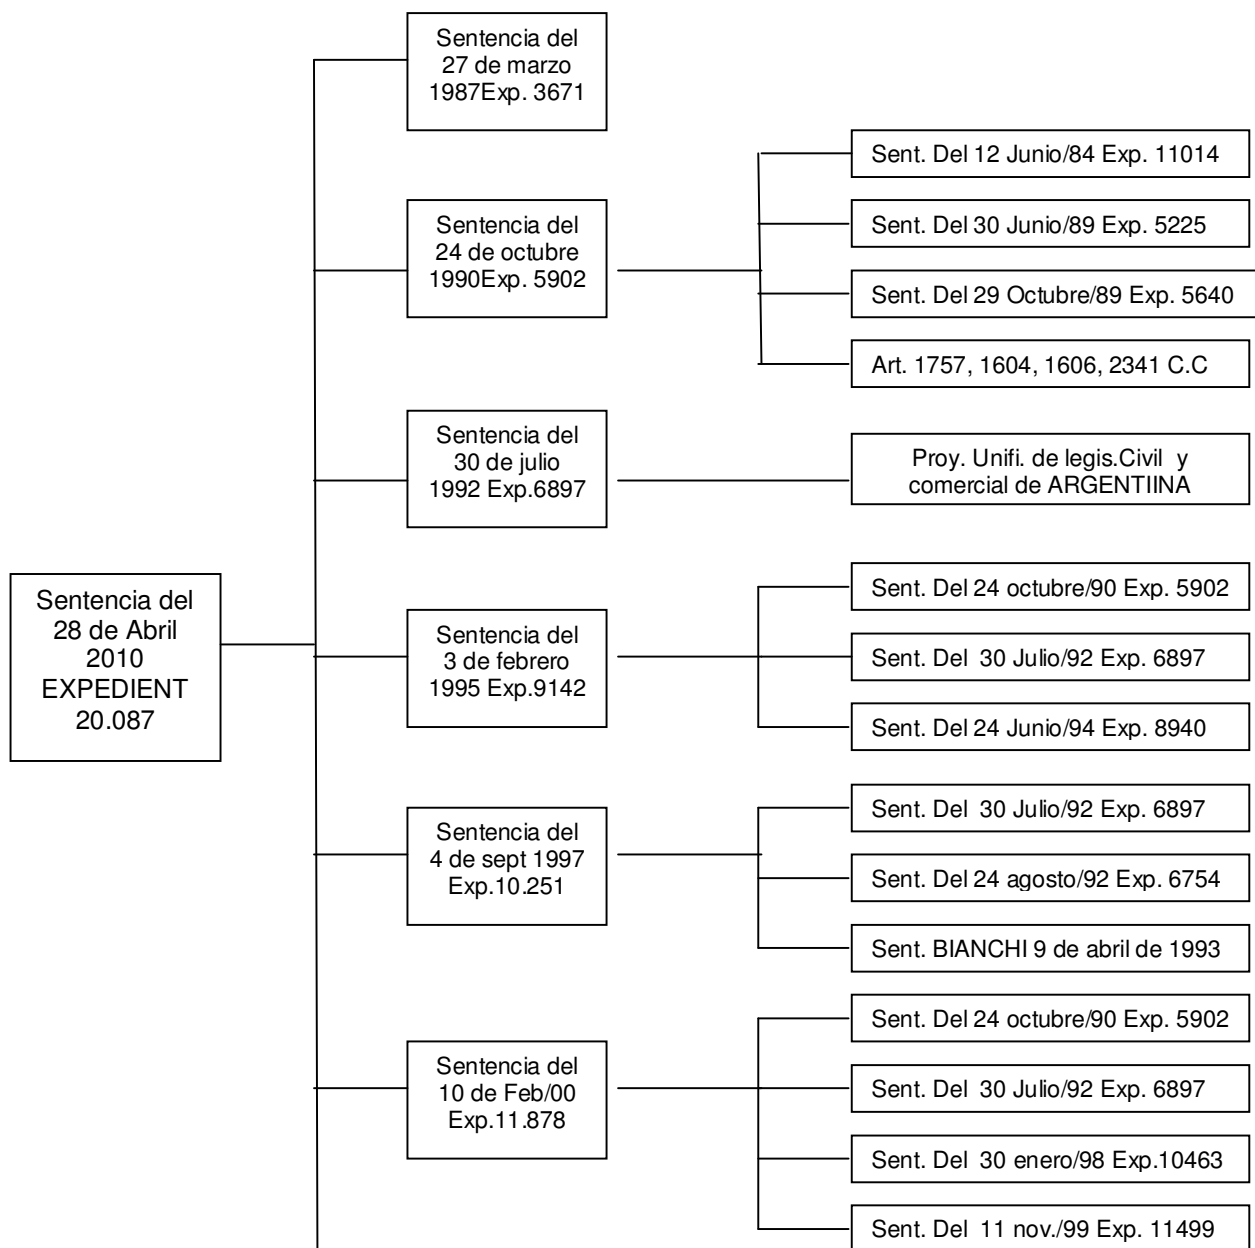 Sentencia del
27 de marzo
1987Exp. 3671
Sent. Del 12 Junio/84 Exp. 11014
Sentencia del
24 de octubre
1990Exp. 5902
Sent. Del 30 Junio/89 Exp. 5225
Sent. Del 29 Octubre/89 Exp. 5640
Art. 1757, 1604, 1606, 2341 C.C
Sentencia del
30 de julio
1992 Exp.6897
Proy. Unifi. de legis.Civil y
comercial de ARGENTIINA
Sentencia del
28 de Abril
2010
EXPEDIENT
20.087
Sentencia del
3 de febrero
1995 Exp.9142
Sent. Del 24 octubre/90 Exp. 5902
Sent. Del 30 Julio/92 Exp. 6897
Sent. Del 24 Junio/94 Exp. 8940
Sentencia del
4 de sept 1997
Exp.10.251
Sent. Del 30 Julio/92 Exp. 6897
Sent. Del 24 agosto/92 Exp. 6754
Sent. BIANCHI 9 de abril de 1993
Sentencia del
10 de Feb/00
Exp.11.878
Sent. Del 24 octubre/90 Exp. 5902
Sent. Del 30 Julio/92 Exp. 6897
Sent. Del 30 enero/98 Exp.10463
Sent. Del 11 nov./99 Exp. 11499